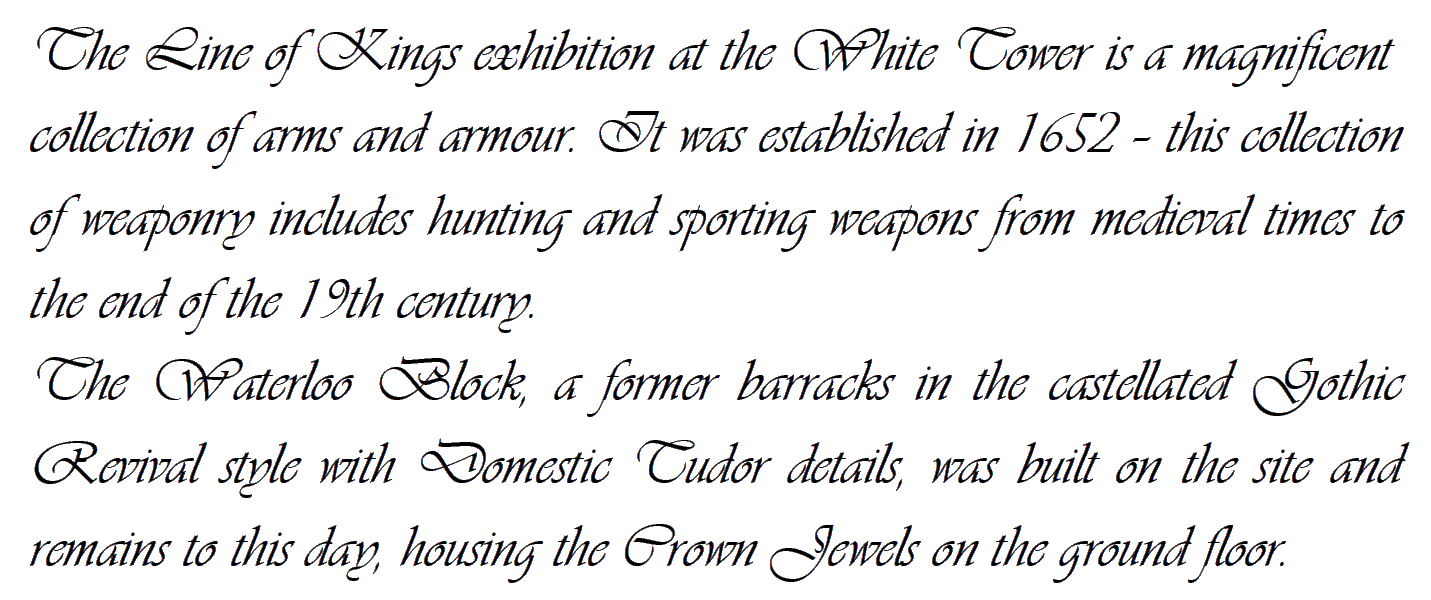 The Line of Kings exhibition at the White Tower is a magnificent
collection of arms and armour. It was established in 1652 - this collection
of weaponry includes hunting and sporting weapons from medieval times to
the end of the 19th century.
The Waterloo Block, a former barracks in the castellated Gothic
Revival style with Domestic Tudor details, was built on the site and
remains to this day, housing the Crown Jewels on the ground floor.